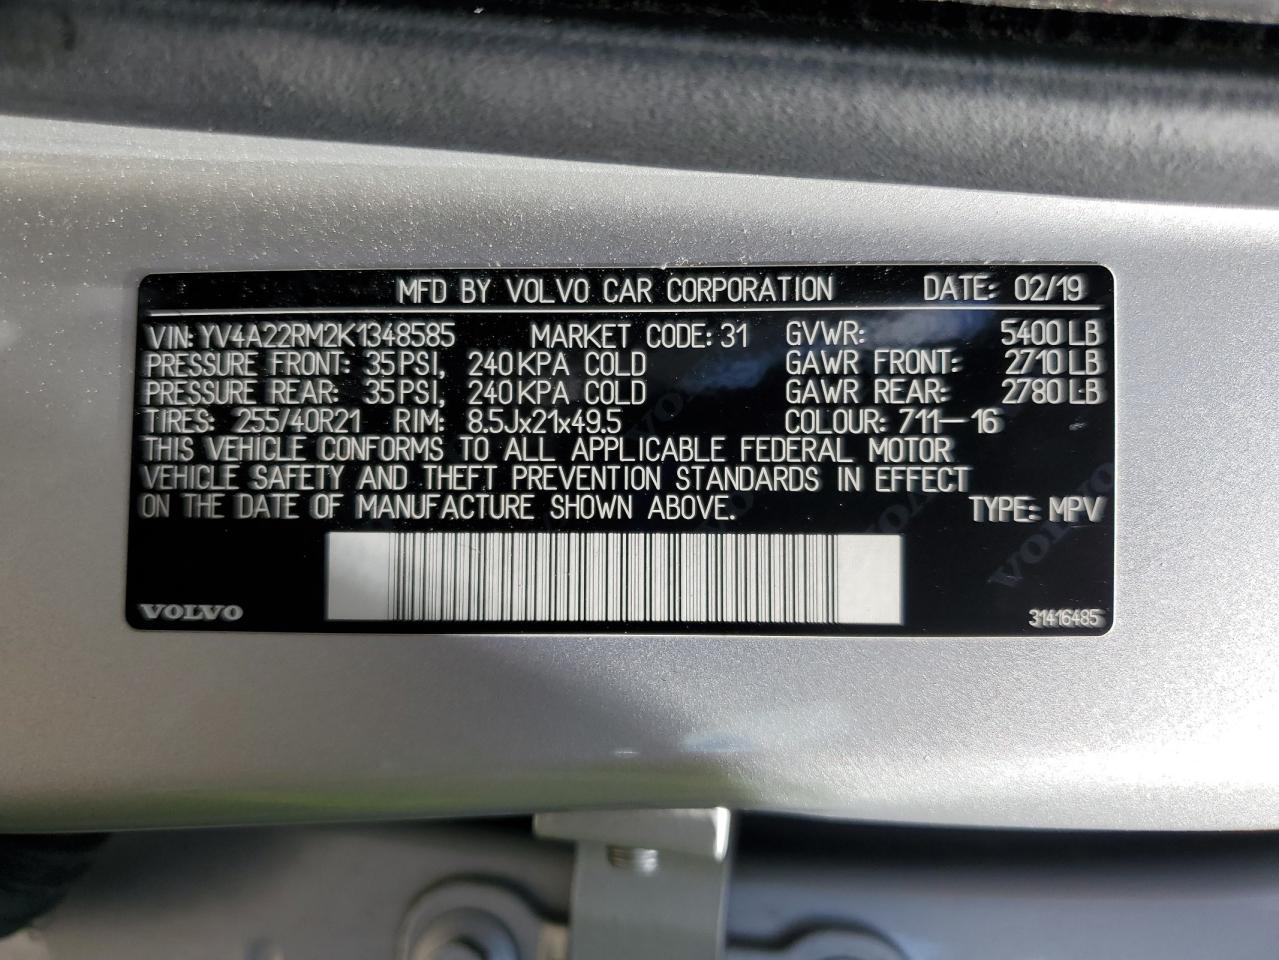 MFD BY VOLVO CAR CORPORATION DATE: 02/19
VIN: YV4A22RM2K1348585 MARKET CODE: 31 GVWR: 5400 LB
PRESSURE FRONT: 35 PSI, 240 KPA COLD GAWR FRONT: 2710 LB
PRESSURE REAR: 35 PSI, 240 KPA COLD GAWR REAR: 2780 LB
TIRES: 255/40R21 RIM: 8.5Jx21x49.5 COLOUR: 711-16
THIS VEHICLE CONFORMS TO ALL APPLICABLE FEDERAL MOTOR
VEHICLE SAFETY AND THEFT PREVENTION STANDARDS IN EFFECT
ON THE DATE OF MANUFACTURE SHOWN ABOVE. TYPE: MPV
VOLVO 31416485